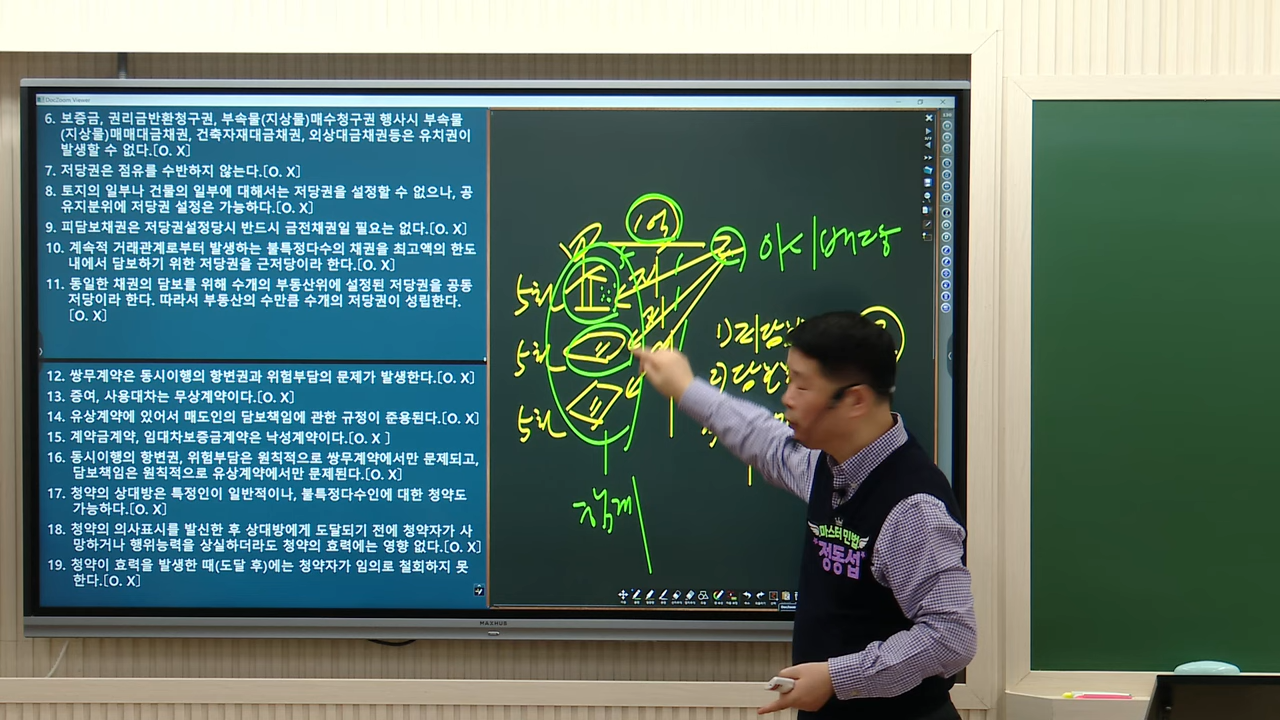 Doc2zoom Viewer
6. 보증금, 권리금반환청구권, 부속물(지상물)매수청구권 행사시 부속물
(지상물)매매대금채권, 건축자재대금채권, 외상대금채권등은 유치권이
발생할 수 없다.[O. X]
7. 저당권은 점유를 수반하지 않는다.[O. X]
8. 토지의 일부나 건물의 일부에 대해서는 저당권을 설정할 수 없으나, 공
유지분위에 저당권 설정은 가능하다.[O. X]
9. 피담보채권은 저당권설정당시 반드시 금전채권일 필요는 없다.[O. X]
10. 계속적 거래관계로부터 발생하는 불특정다수의 채권을 최고액의 한도
내에서 담보하기 위한 저당권을 근저당이라 한다.[O. X]
11. 동일한 채권의 담보를 위해 수개의 부동산위에 설정된 저당권을 공동
저당이라 한다. 따라서 부동산의 수만큼 수개의 저당권이 성립한다.
[O. X]
12. 쌍무계약은 동시이행의 항변권과 위험부담의 문제가 발생한다.[O. X]
13. 증여, 사용대차는 무상계약이다.[O. X]
14. 유상계약에 있어서 매도인의 담보책임에 관한 규정이 준용된다.[O. X]
15. 계약금계약, 임대차보증금계약은 낙성계약이다.[O. X ]
16. 동시이행의 항변권, 위험부담은 원칙적으로 쌍무계약에서만 문제되고,
담보책임은 원칙적으로 유상계약에서만 문제된다.[O. X]
17. 청약의 상대방은 특정인이 일반적이나, 불특정다수인에 대한 청약도
가능하다.[O. X]
18. 청약의 의사표시를 발신한 후 상대방에게 도달되기 전에 청약자가 사
망하거나 행위능력을 상실하더라도 청약의 효력에는 영향 없다.[O. X]
19. 청약이 효력을 발생한 때(도달 후)에는 청약자가 임의로 철회하지 못
한다.[O. X]
1억
동시배당
5천
5천
5천
1)저당
마스터 민법
정동섭
MAXHUB